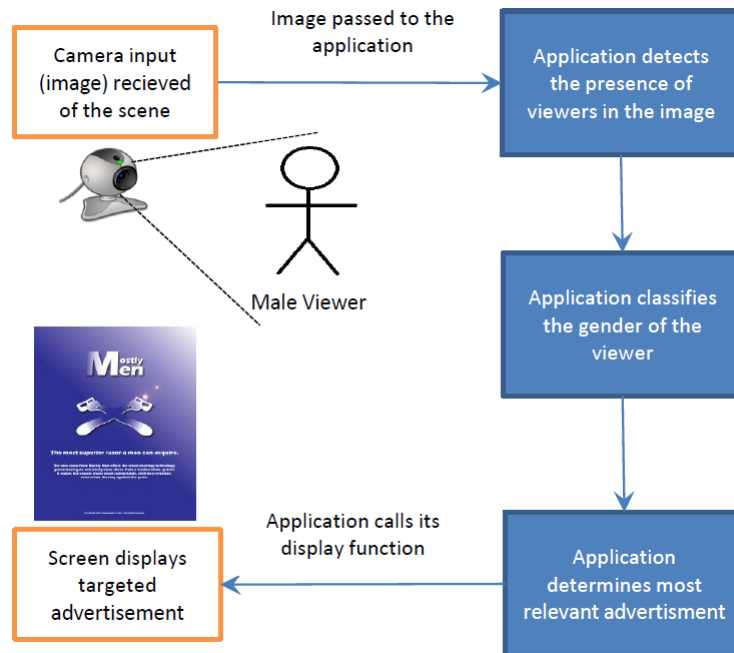 Image passed to the
application
Camera input
(image) recieved
of the scene
Application detects
the presence of
viewers in the image
Male Viewer
Application classifies
the gender of the
viewer
Mostly
Men
The most superior razor a man can acquire.
Application calls its
display function
Screen displays
targeted
advertisement
Application
determines most
relevant advertisment